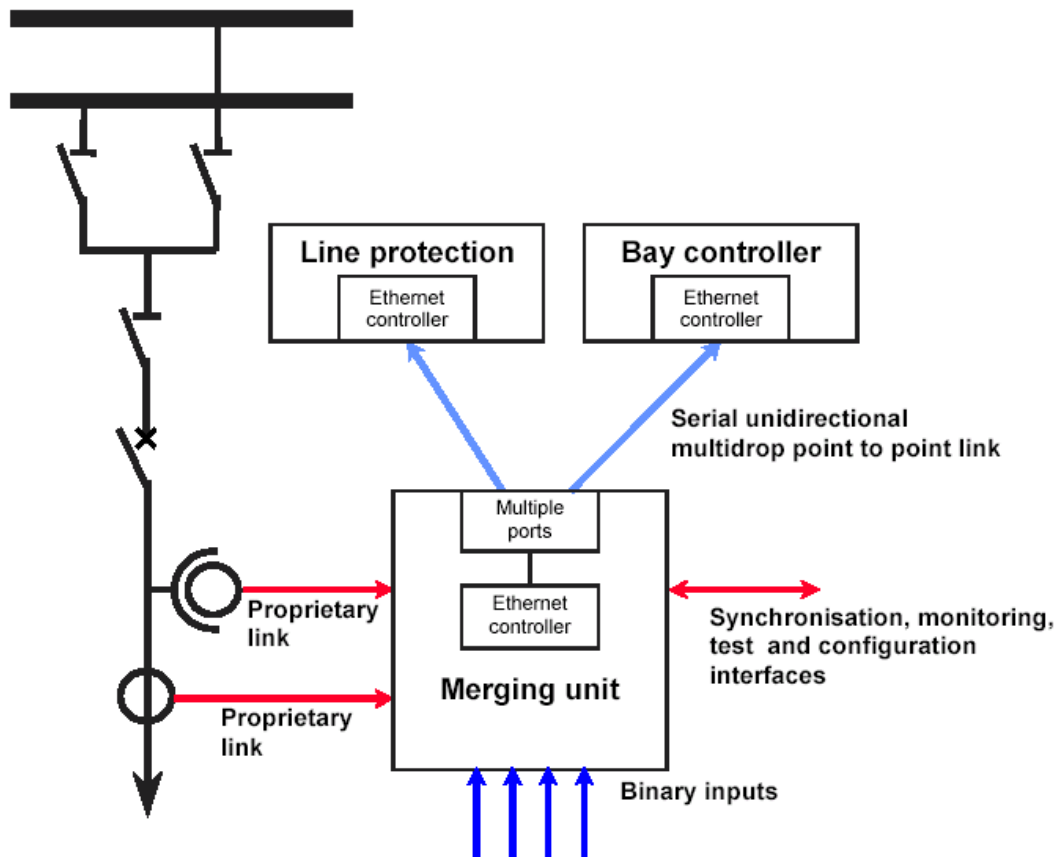 Line protection
Ethernet
controller
Bay controller
Ethernet
controller
Serial unidirectional
multidrop point to point link
Multiple
ports
Ethernet
controller
Merging unit
Proprietary
link
Proprietary
link
Synchronisation, monitoring,
test and configuration
interfaces
Binary inputs